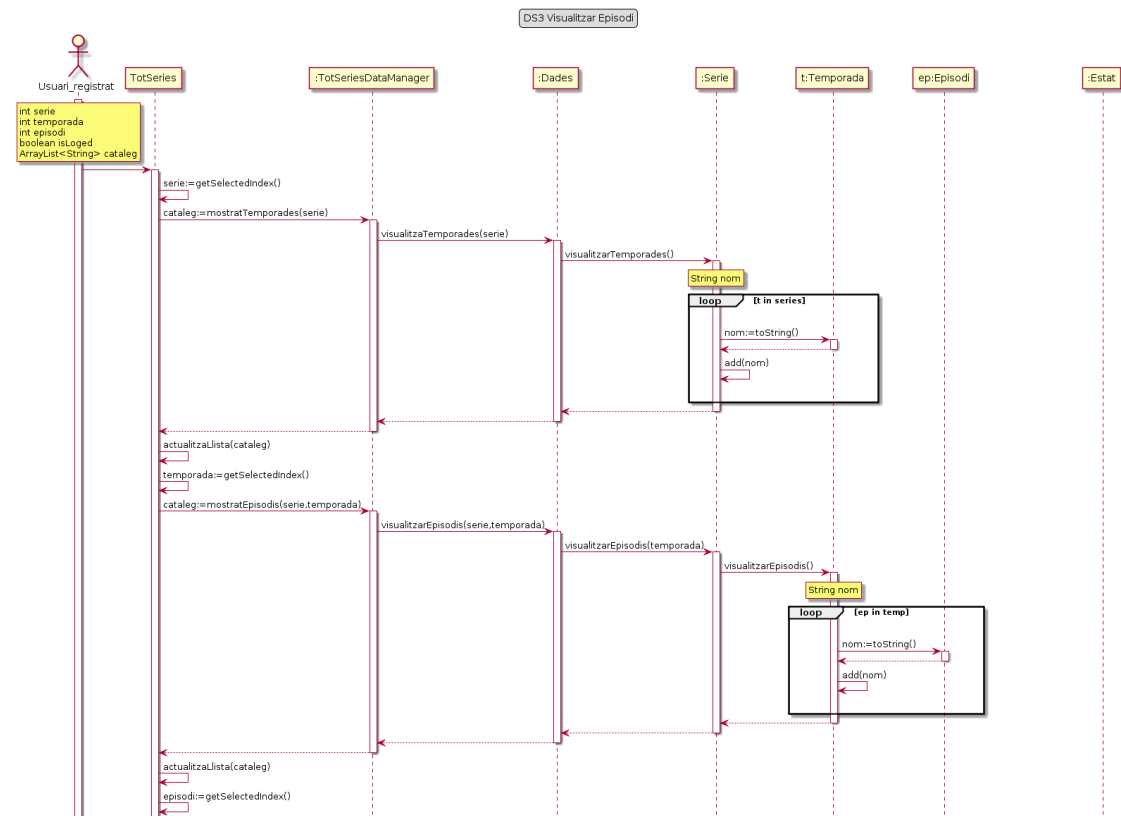 DS3 Visualitzar Episodi
Usuari_registrat
TotSeries
:TotSeriesDataManager
:Dades
:Serie
t:Temporada
ep:Episodi
:Estat
int serie
int temporada
int episodi
boolean isLoged
ArrayList<String> cataleg
serie:=getSelectedIndex()
cataleg:=mostratTemporades(serie)
visualitzaTemporades(serie)
visualitzarTemporades()
String nom
loop [t in series]
nom:=toString()
add(nom)
actualitzaLlista(cataleg)
temporada:=getSelectedIndex()
cataleg:=mostratEpisodis(serie,temporada)
visualitzarEpisodis(serie,temporada)
visualitzarEpisodis(temporada)
visualitzarEpisodis()
String nom
loop [ep in temp]
nom:=toString()
add(nom)
actualitzaLlista(cataleg)
episodi:=getSelectedIndex()